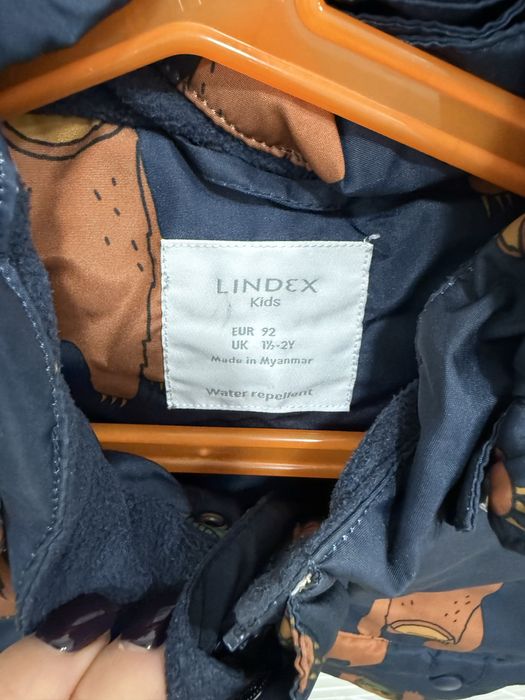 LINDEX
Kids
EUR 92
UK 1½-2Y
Made in Myanmar
Water repellent